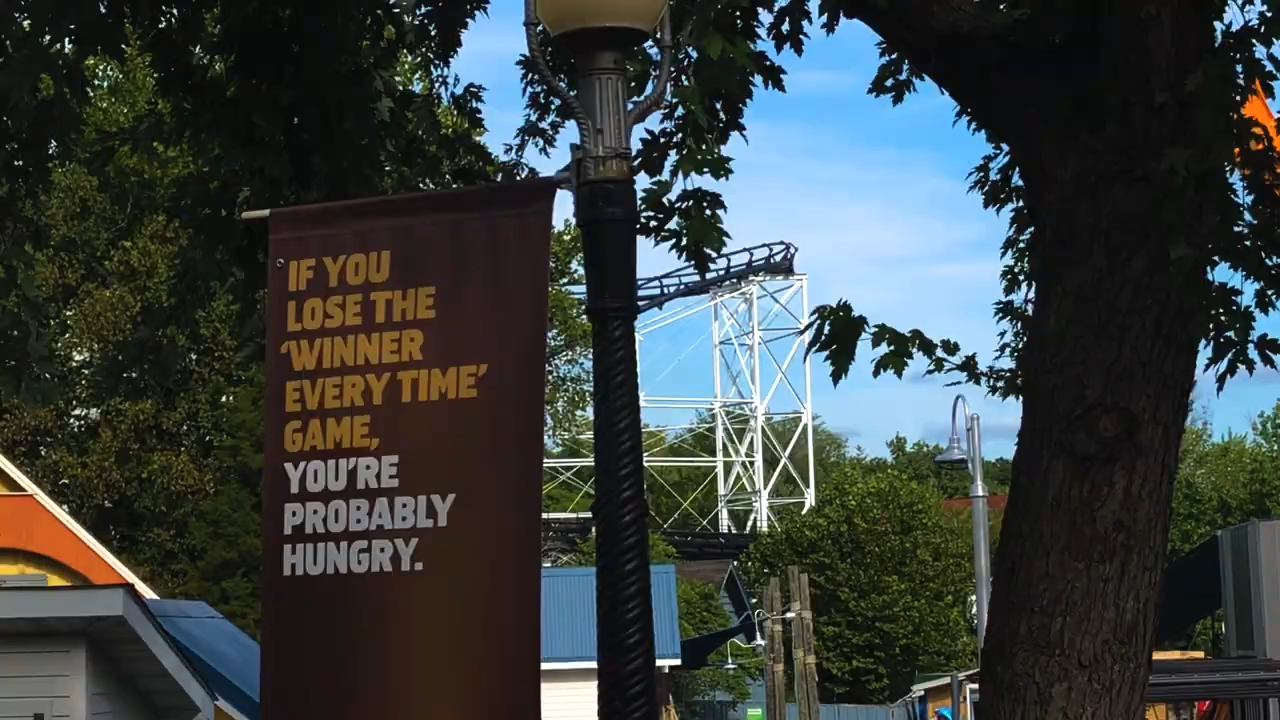 IF YOU
LOSE THE
‘WINNER
EVERY TIME’
GAME,
YOU’RE
PROBABLY
HUNGRY.